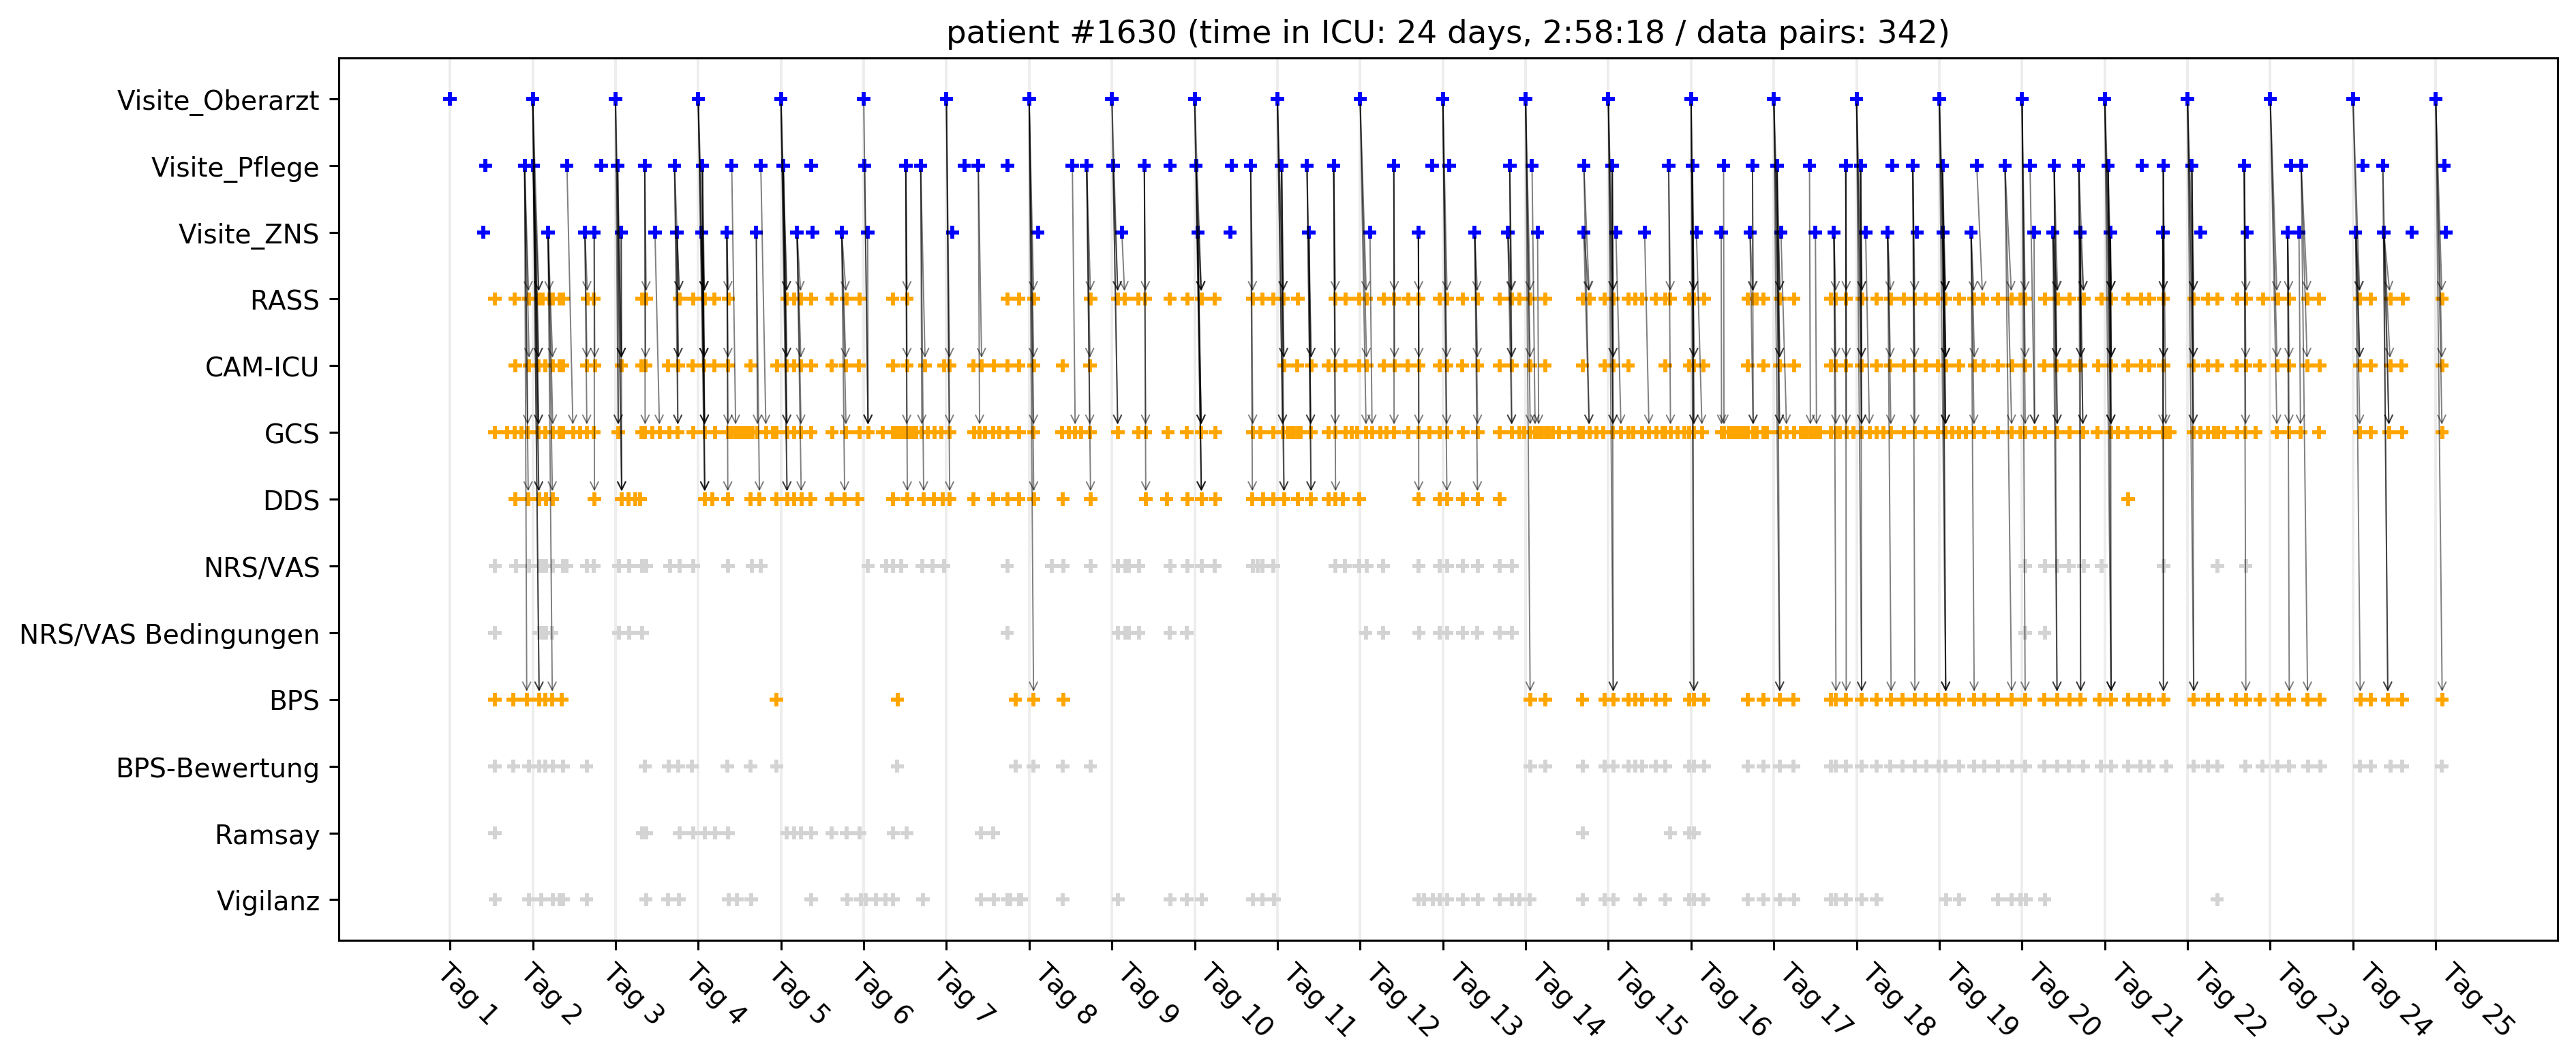 patient #1630 (time in ICU: 24 days, 2:58:18 / data pairs: 342)
Visite_Oberarzt
Visite_Pflege
Visite_ZNS
RASS
CAM-ICU
GCS
DDS
NRS/VAS
NRS/VAS Bedingungen
BPS
BPS-Bewertung
Ramsay
Vigilanz
Tag 1
Tag 2
Tag 3
Tag 4
Tag 5
Tag 6
Tag 7
Tag 8
Tag 9
Tag 10
Tag 11
Tag 12
Tag 13
Tag 14
Tag 15
Tag 16
Tag 17
Tag 18
Tag 19
Tag 20
Tag 21
Tag 22
Tag 23
Tag 24
Tag 25